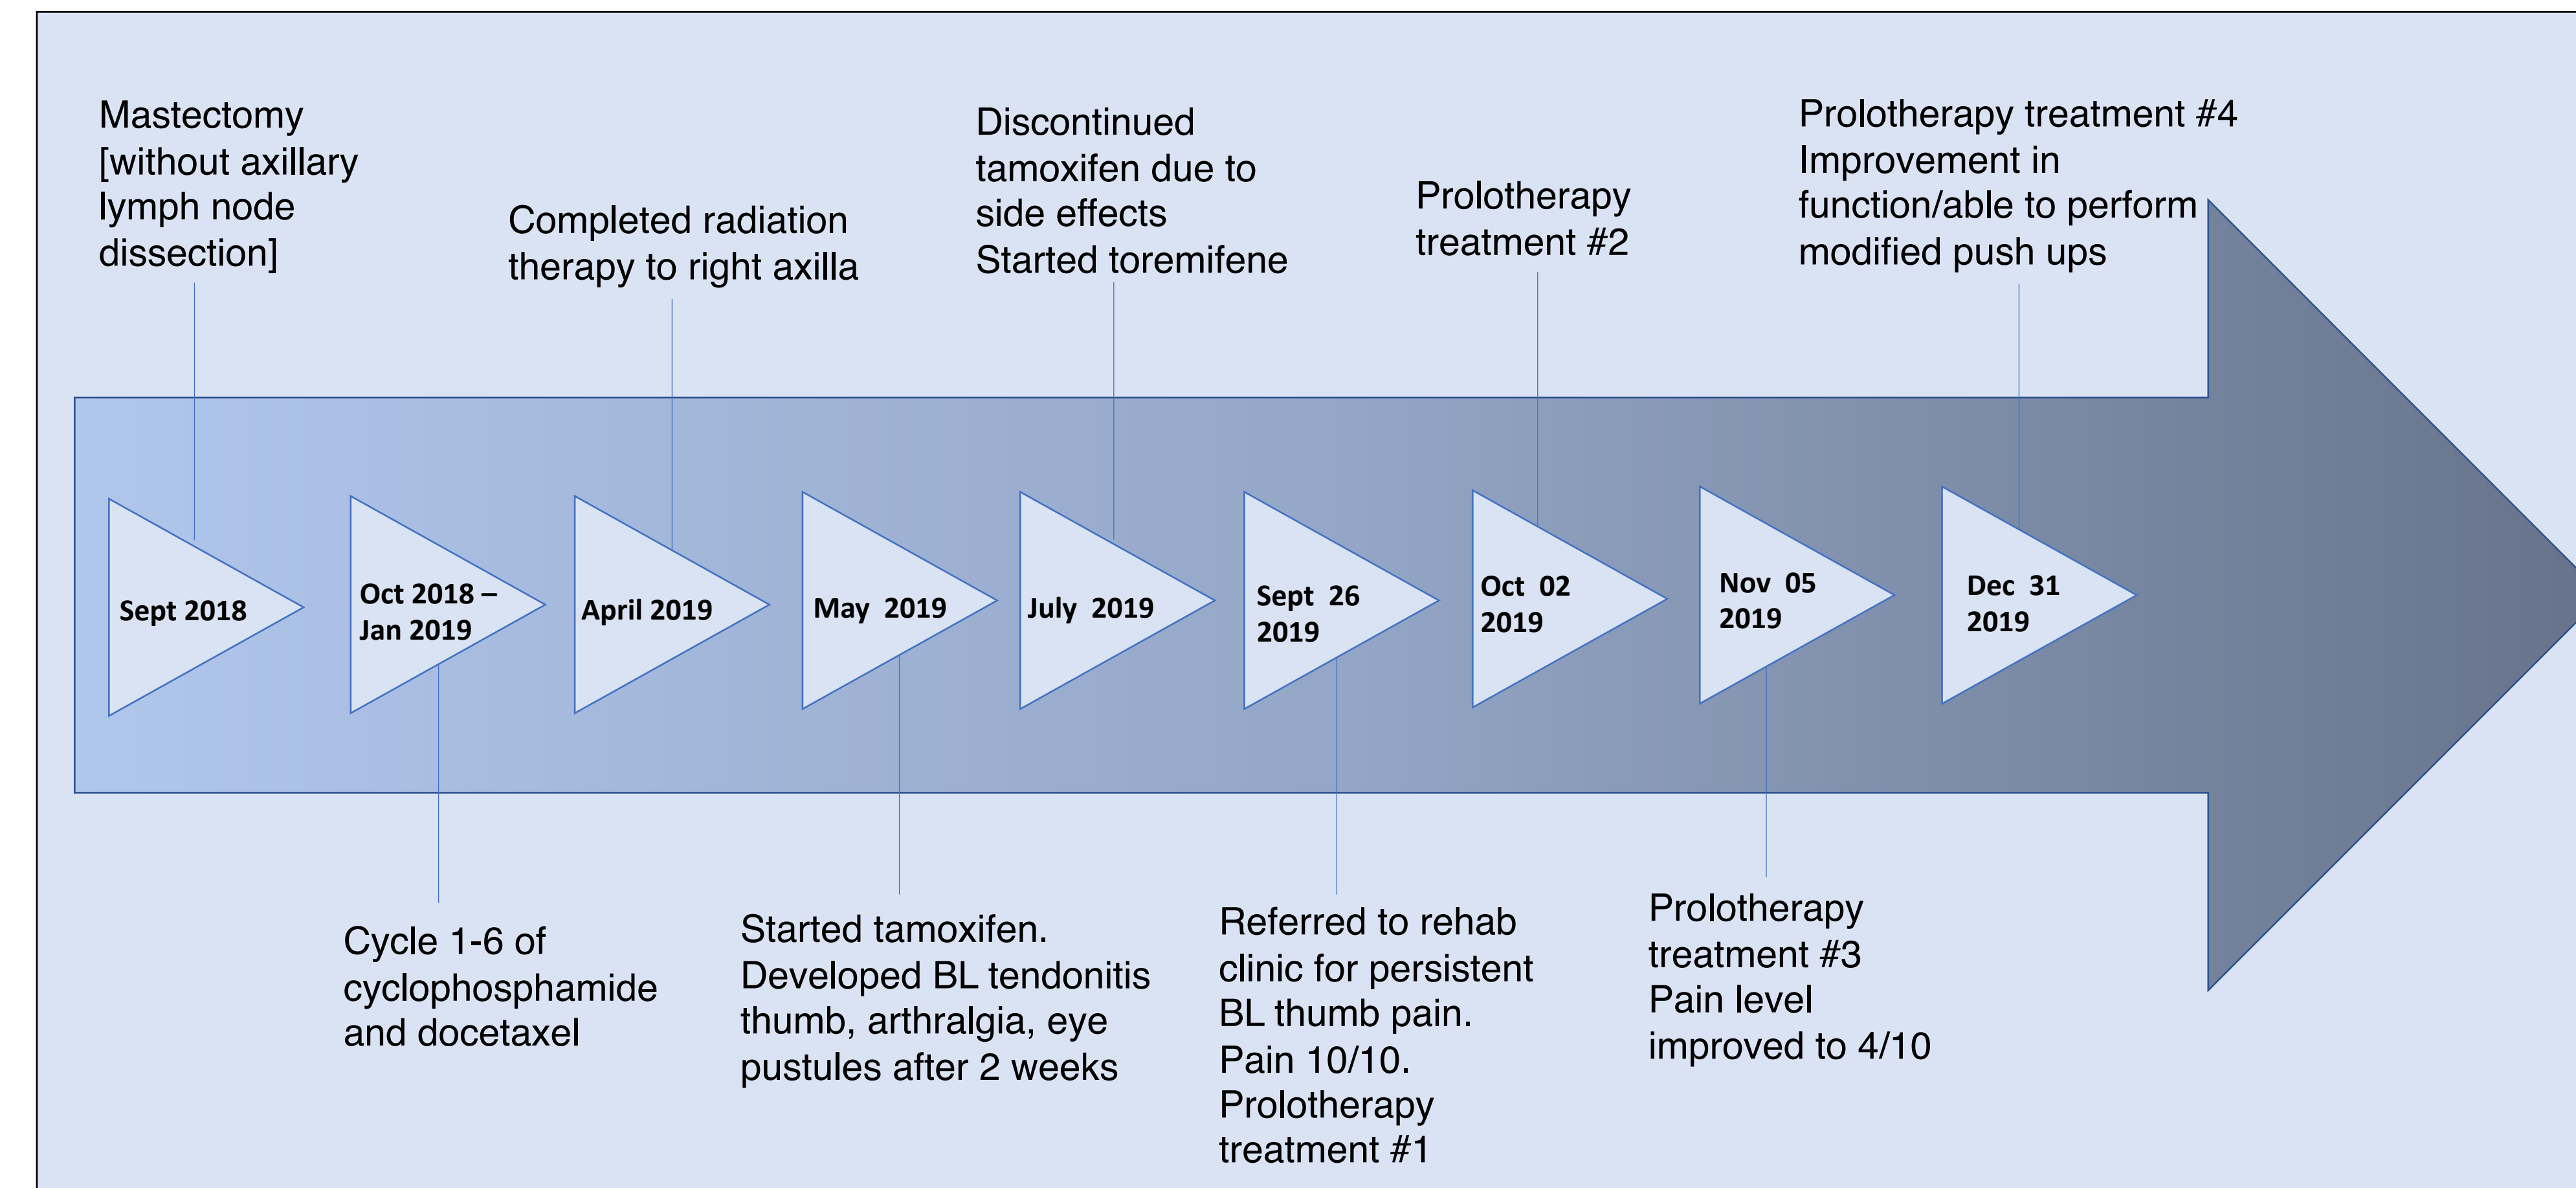 Mastectomy
[without axillary
lymph node
dissection]
Completed radiation
therapy to right axilla
Discontinued
tamoxifen due to
side effects
Started toremifene
Prolotherapy
treatment #2
Prolotherapy treatment #4
Improvement in
function/able to perform
modified push ups
Sept 2018
Oct 2018 –
Jan 2019
April 2019
May 2019
July 2019
Sept 26
2019
Oct 02
2019
Nov 05
2019
Dec 31
2019
Cycle 1-6 of
cyclophosphamide
and docetaxel
Started tamoxifen.
Developed BL tendonitis
thumb, arthralgia, eye
pustules after 2 weeks
Referred to rehab
clinic for persistent
BL thumb pain.
Pain 10/10.
Prolotherapy
treatment #1
Prolotherapy
treatment #3
Pain level
improved to 4/10